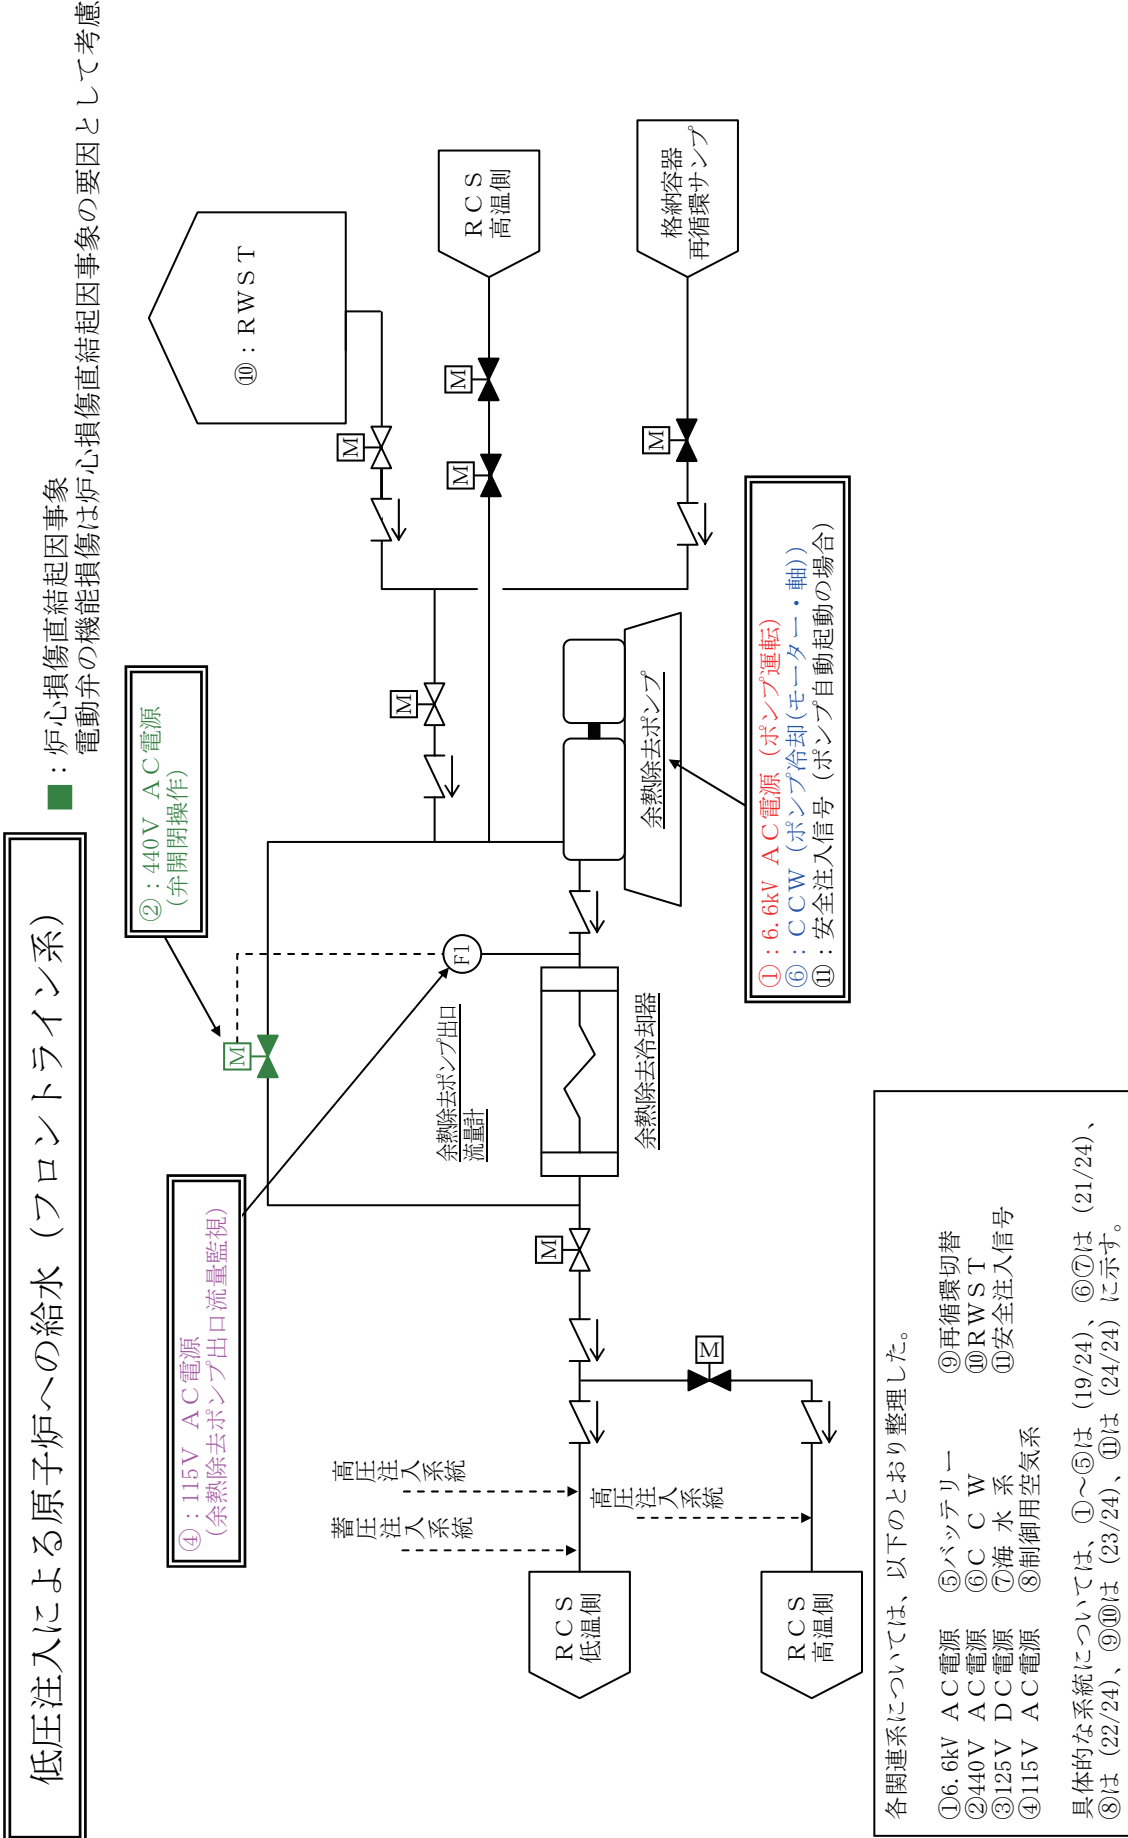 低圧注入による原子炉への給水（フロントライン系）
■：炉心損傷直結起因事象
電動弁の機能損傷は炉心損傷直結起因事象の要因として考慮
④：115V AC電源
(余熱除去ポンプ出口流量監視)
②：440V AC電源
(弁開閉操作)
⑩：RWST
RCS
高温側
格納容器
再循環サンプ
M
M
M
M
M
M
M
M
FI
余熱除去ポンプ出口
流量計
余熱除去冷却器
余熱除去ポンプ
高圧注入系統
蓄圧注入系統
高圧注入系統
RCS
低温側
RCS
高温側
①：6.6kV AC電源（ポンプ運転）
⑥：CCW（ポンプ冷却(モーター・軸)）
⑪：安全注入信号（ポンプ自動起動の場合）
各関連系については、以下のとおり整理した。
①6.6kV AC電源 ⑤バッテリー ⑨再循環切替
②440V AC電源 ⑥CCW ⑩RWST
③125V DC電源 ⑦海水系 ⑪安全注入信号
④115V AC電源 ⑧制御用空気系
具体的な系統については、①～⑤は（19/24）、⑥⑦は（21/24）、
⑧は（22/24）、⑨⑩は（23/24）、⑪は（24/24）に示す。